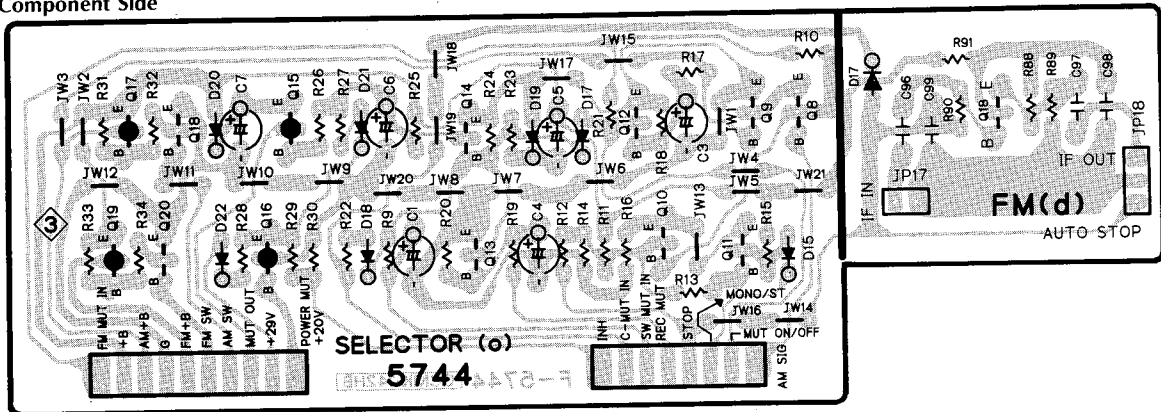 Component Side
JW3
JW2
R31
Q17
E
B
R32
Q18
E
B
D20
C7
+
-
Q15
R26
R27
D21
C6
+
-
R25
JW18
JW19
Q14
E
B
R24
R23
D19
C5
+
-
JW17
D17
JW15
R21
Q12
E
B
R18
R17
C3
+
-
JW1
Q9
E
B
R10
Q8
E
B
JW12
JW11
JW10
JW9
JW20
JW8
JW7
JW6
JW4
JW5
JW21
3
R33
Q19
E
B
R34
Q20
E
B
D22
R28
Q16
E
B
R29
R30
R22
D18
R9
C1
+
-
R20
Q13
E
B
R19
C4
+
-
R12
R14
R11
R16
Q10
E
B
JW13
Q11
E
B
R15
D15
R13
MONO/ST
JW16
JW14
FM MUT IN
+B
AM+B
G
FM+B
FM SW
AM SW
MUT OUT
+29V
POWER MUT
+20V
SELECTOR (o)
5744
F-5744
INH
C-MUT IN
SW MUT IN
REC MUT
STOP
MUT ON/OFF
AM SIG
D17
R91
C96
C99
R90
Q18
E
B
R88
R89
C97
C98
JP18
IF OUT
IF IN
JP17
FM(d)
AUTO STOP